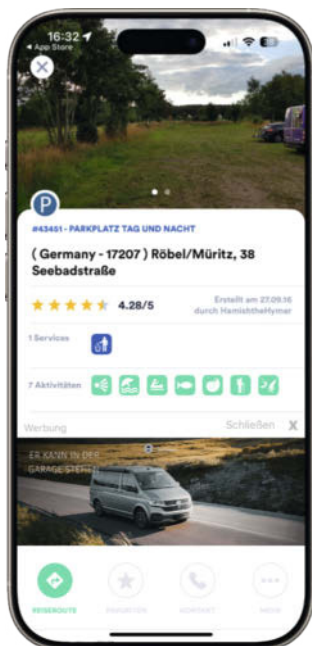 16:32
App Store
P
#43451 - PARKPLATZ TAG UND NACHT
( Germany - 17207 ) Röbel/Müritz, 38
Seebadstraße
4.28/5
Erstellt am 27.09.16
durch HamishtheHymer
1 Services
7 Aktivitäten
Werbung
Schließen X
ER KANN IN DER
GARAGE STEHEN
REISEROUTE
FAVORITEN
KONTAKT
MEHR